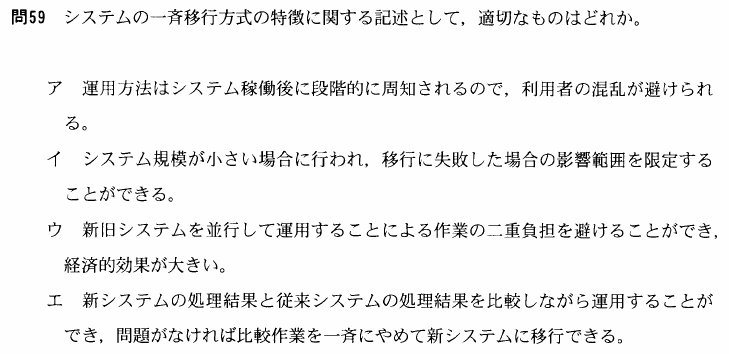 問59 システムの一斉移行方式の特徴に関する記述として，適切なものはどれか。
ア 運用方法はシステム稼働後に段階的に周知されるので，利用者の混乱が避けられ
る。
イ システム規模が小さい場合に行われ，移行に失敗した場合の影響範囲を限定する
ことができる。
ウ 新旧システムを並行して運用することによる作業の二重負担を避けることができ，
経済的効果が大きい。
エ 新システムの処理結果と従来システムの処理結果を比較しながら運用することが
でき，問題がなければ比較作業を一斉にやめて新システムに移行できる。